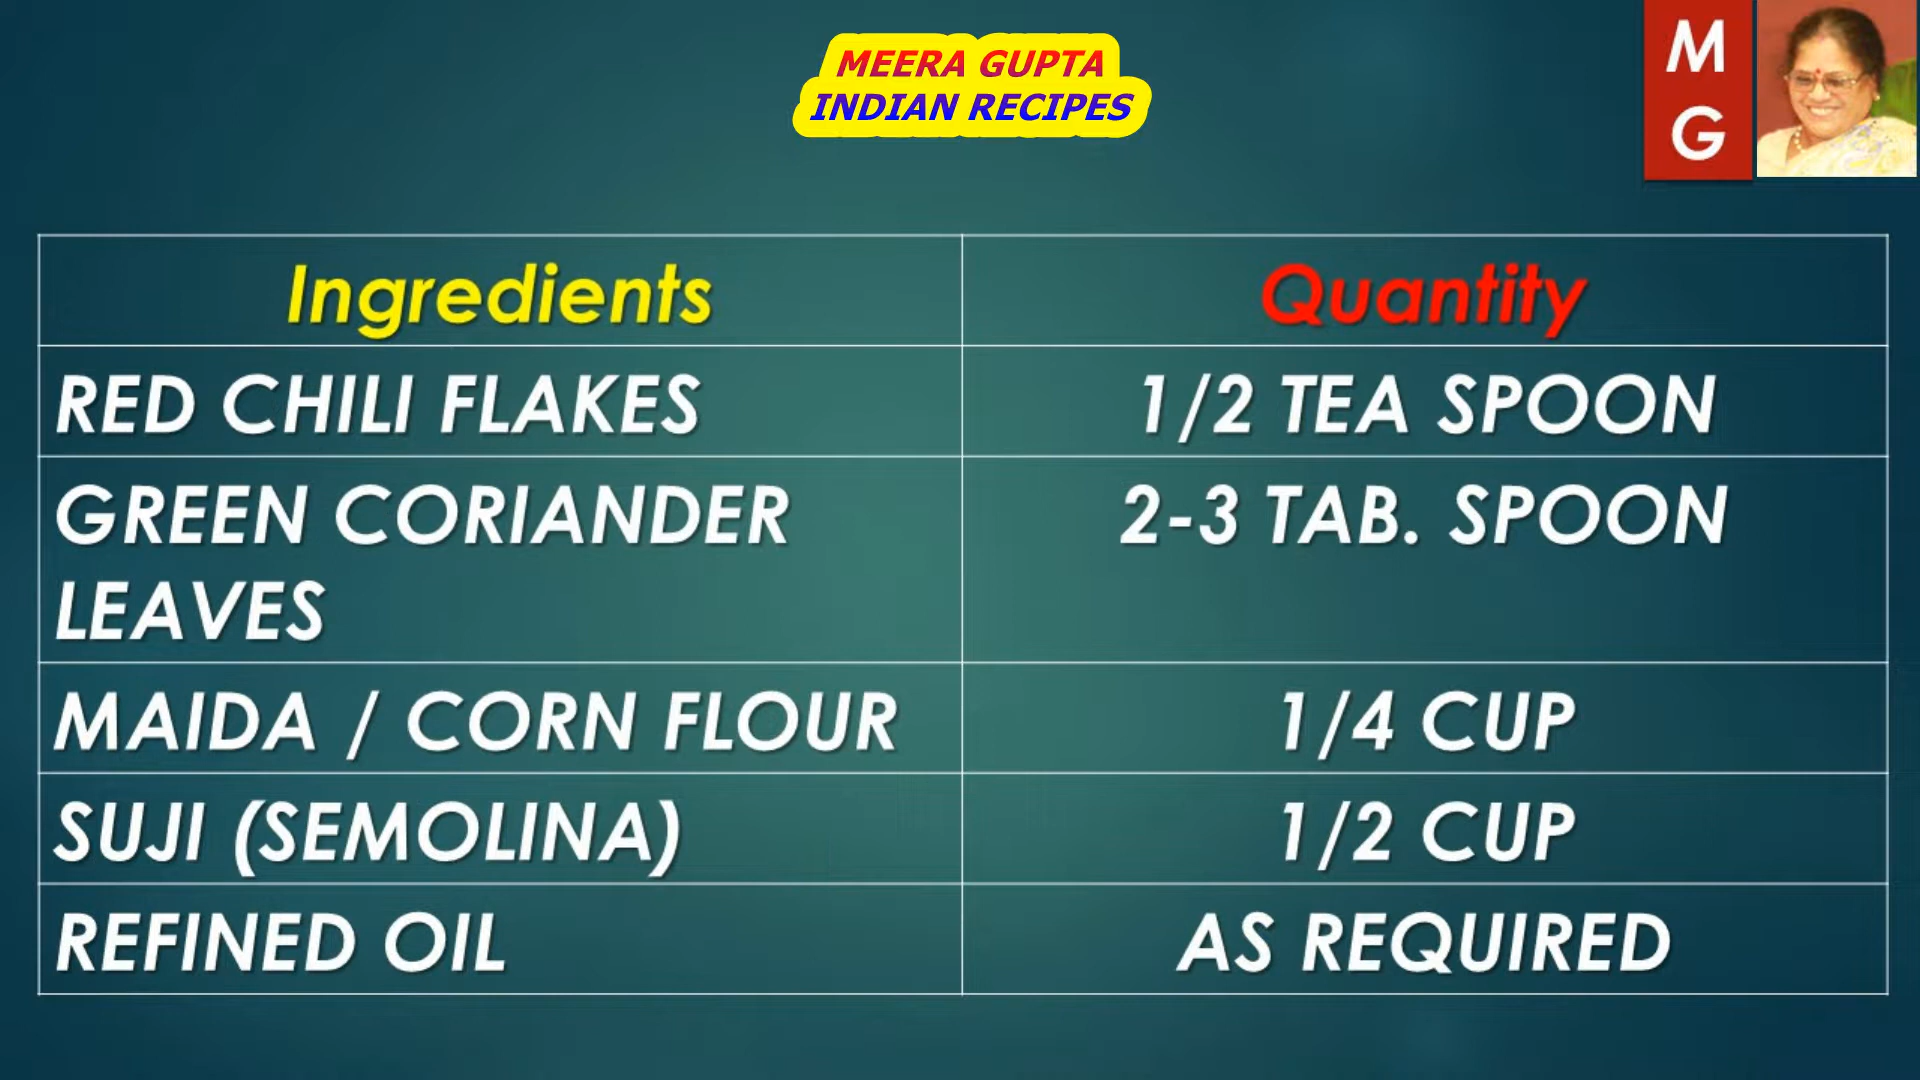 MEERA GUPTA
INDIAN RECIPES
M
G
Ingredients Quantity
RED CHILI FLAKES 1/2 TEA SPOON
GREEN CORIANDER 2-3 TAB. SPOON
LEAVES
MAIDA / CORN FLOUR 1/4 CUP
SUJI (SEMOLINA) 1/2 CUP
REFINED OIL AS REQUIRED